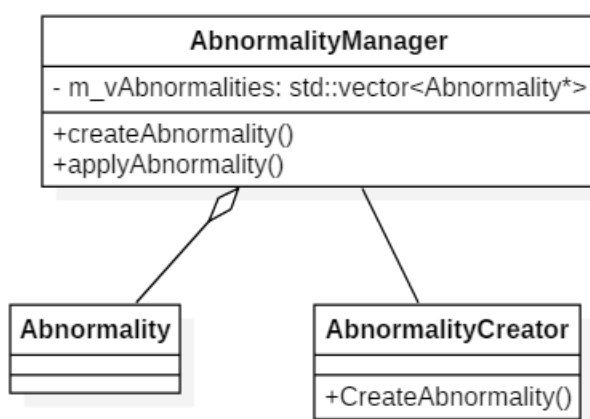 AbnormalityManager
- m_vAbnormalities: std::vector<Abnormality*>
+createAbnormality()
+applyAbnormality()
Abnormality
AbnormalityCreator
+CreateAbnormality()